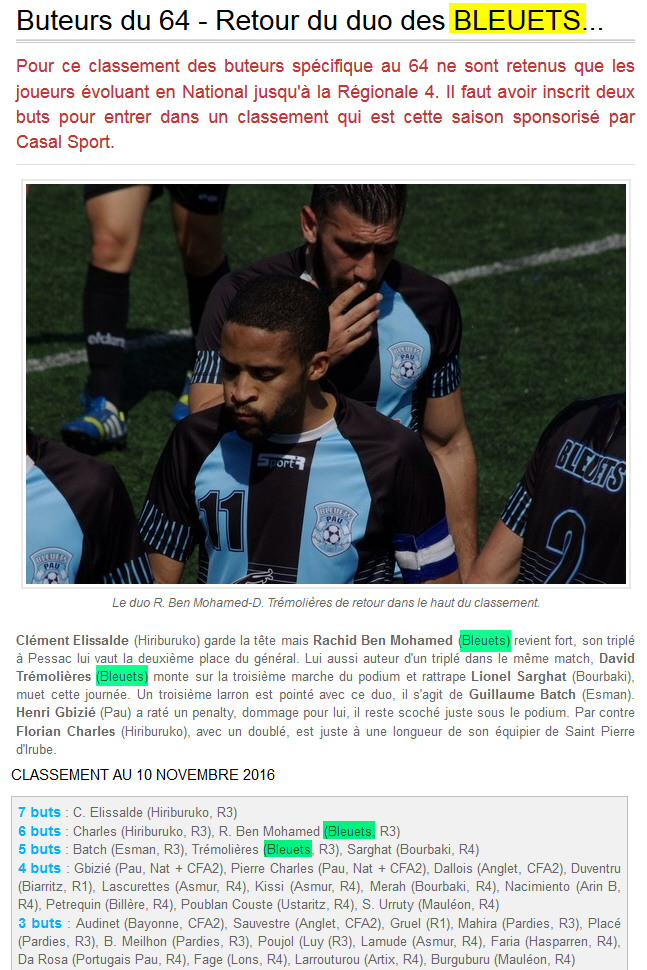 Buteurs du 64 - Retour du duo des BLEUETS...
Pour ce classement des buteurs spécifique au 64 ne sont retenus que les
joueurs évoluant en National jusqu'à la Régionale 4. Il faut avoir inscrit deux
buts pour entrer dans un classement qui est cette saison sponsorisé par
Casal Sport.
BLEUETS
PAU
SPORT'R
11
BLEUETS
PAU
BLEUETS
PAU
BLEUETS
2
Le duo R. Ben Mohamed-D. Trémolières de retour dans le haut du classement.
Clément Elissalde (Hiriburuko) garde la tête mais Rachid Ben Mohamed (Bleuets) revient fort, son triplé
à Pessac lui vaut la deuxième place du général. Lui aussi auteur d'un triplé dans le même match, David
Trémolières (Bleuets) monte sur la troisième marche du podium et rattrape Lionel Sarghat (Bourbaki),
muet cette journée. Un troisième larron est pointé avec ce duo, il s'agit de Guillaume Batch (Esman).
Henri Gbizié (Pau) a raté un penalty, dommage pour lui, il reste scoché juste sous le podium. Par contre
Florian Charles (Hiriburuko), avec un doublé, est juste à une longueur de son équipier de Saint Pierre
d'Irube.
CLASSEMENT AU 10 NOVEMBRE 2016
7 buts : C. Elissalde (Hiriburuko, R3)
6 buts : Charles (Hiriburuko, R3), R. Ben Mohamed (Bleuets, R3)
5 buts : Batch (Esman, R3), Trémolières (Bleuets, R3), Sarghat (Bourbaki, R4)
4 buts : Gbizié (Pau, Nat + CFA2), Pierre Charles (Pau, Nat + CFA2), Dallois (Anglet, CFA2), Duventru
(Biarritz, R1), Lascurettes (Asmur, R4), Kissi (Asmur, R4), Merah (Bourbaki, R4), Nacimiento (Arin B,
R4), Petrequin (Billère, R4), Poublan Couste (Ustaritz, R4), S. Urruty (Mauléon, R4)
3 buts : Audinet (Bayonne, CFA2), Sauvestre (Anglet, CFA2), Gruel (R1), Mahira (Pardies, R3), Placé
(Pardies, R3), B. Meilhon (Pardies, R3), Poujol (Luy (R3), Lamude (Asmur, R4), Faria (Hasparren, R4),
Da Rosa (Portugais Pau, R4), Fage (Lons, R4), Larrouturou (Artix, R4), Burguburu (Mauléon, R4)